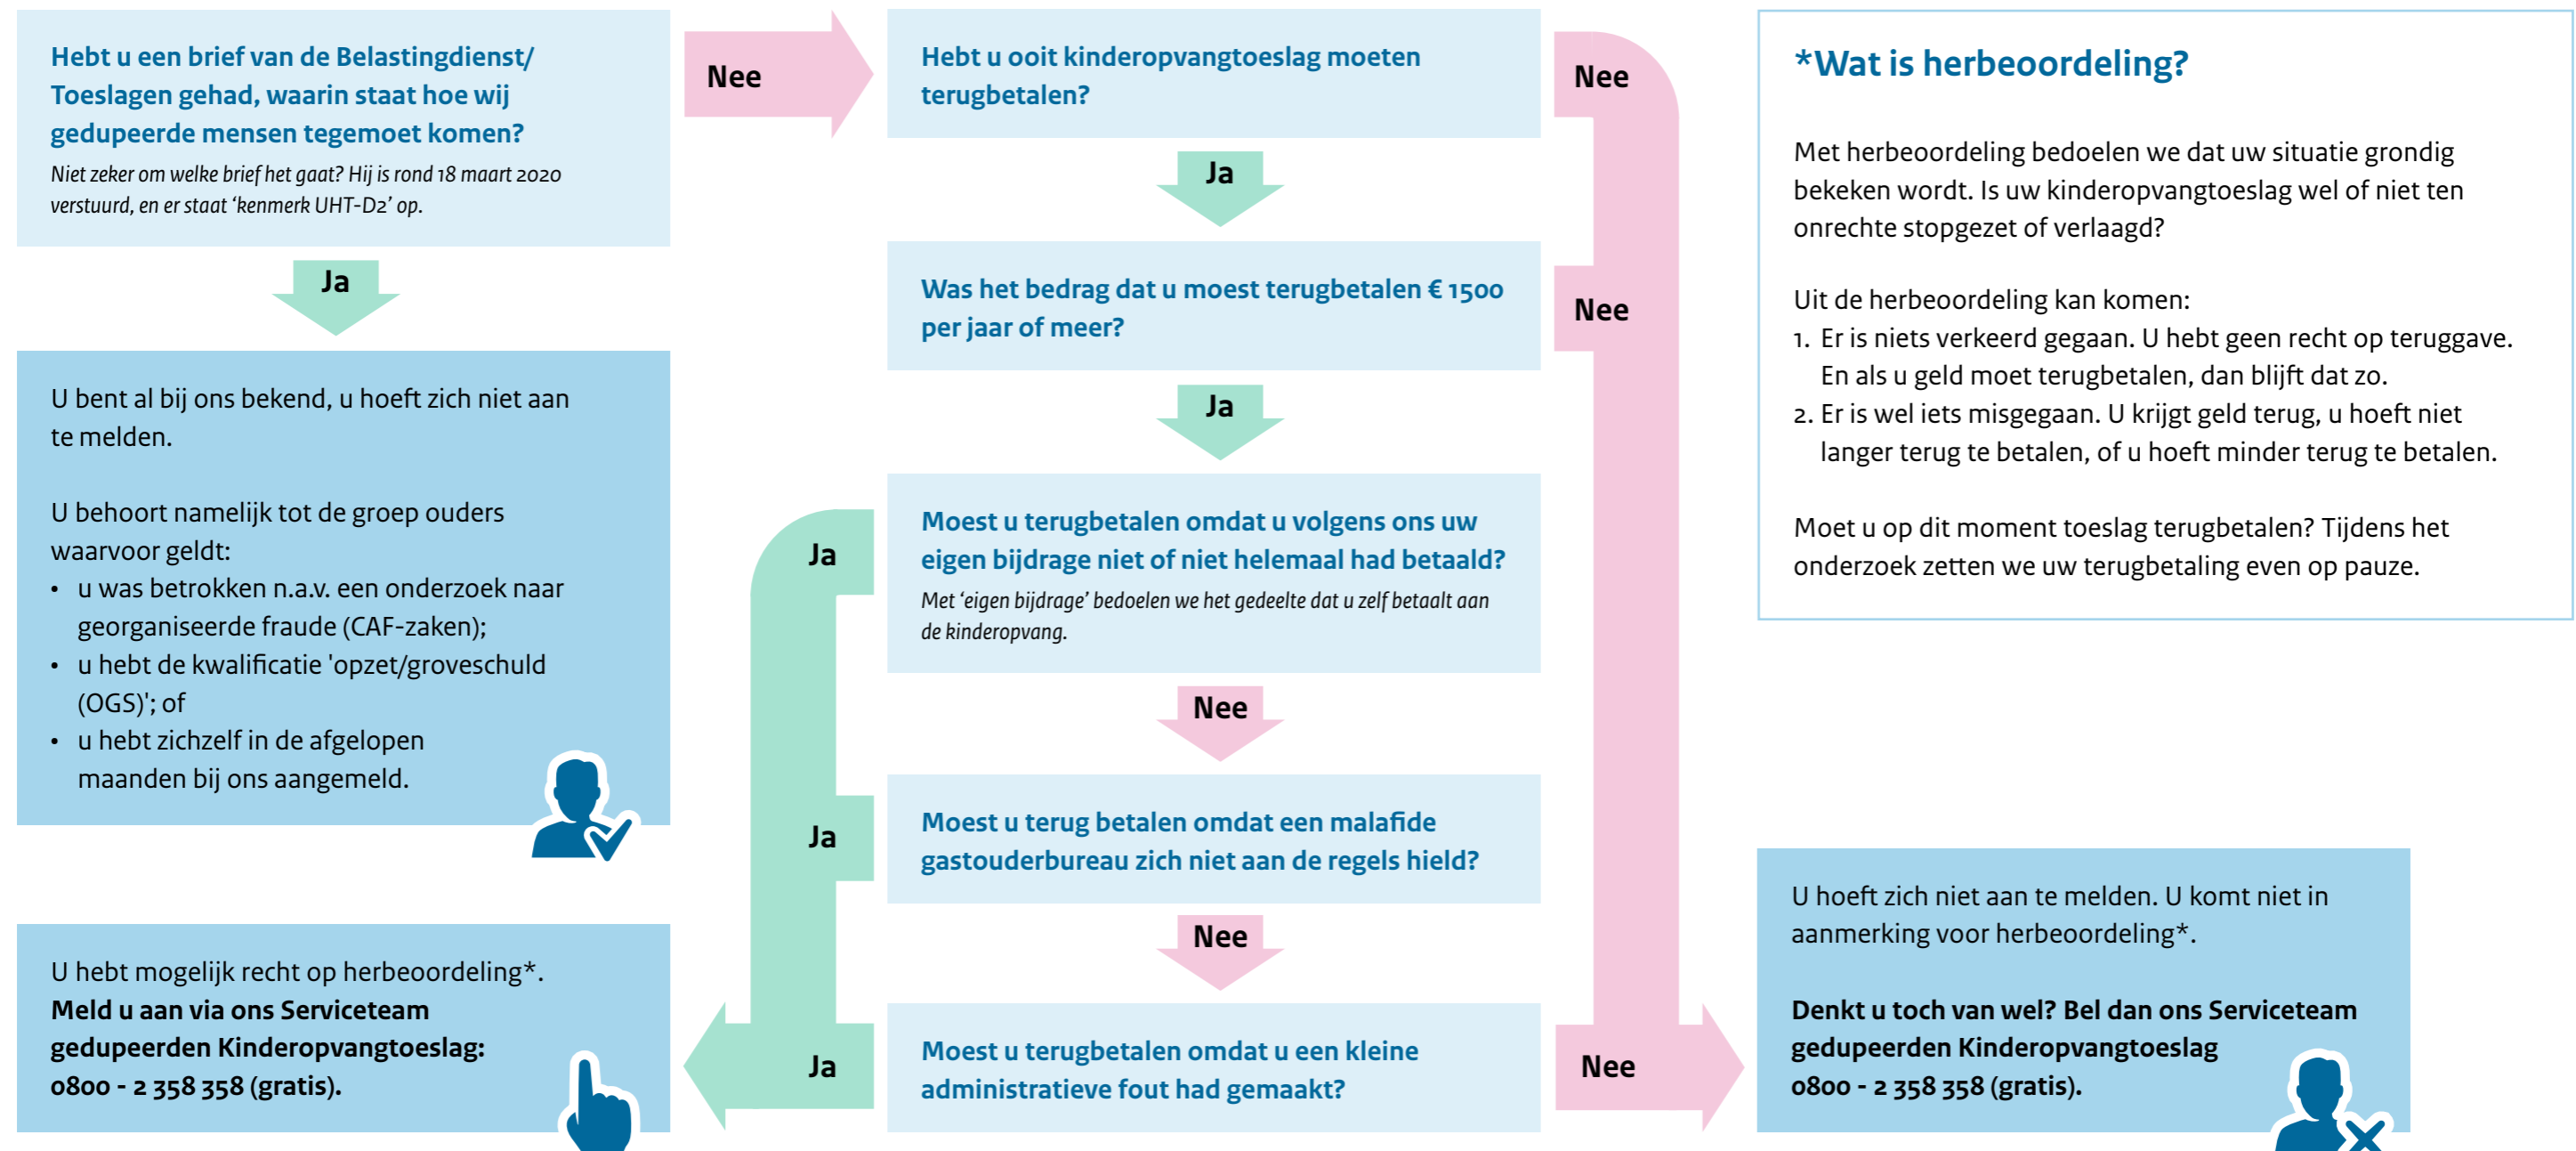 Hebt u een brief van de Belastingdienst/
Toeslagen gehad, waarin staat hoe wij
gedupeerde mensen tegemoet komen?
Niet zeker om welke brief het gaat? Hij is rond 18 maart 2020
verstuurd, en er staat ‘kenmerk UHT-D2’ op.
Nee
Ja
U bent al bij ons bekend, u hoeft zich niet aan
te melden.
U behoort namelijk tot de groep ouders
waarvoor geldt:
• u was betrokken n.a.v. een onderzoek naar
georganiseerde fraude (CAF-zaken);
• u hebt de kwalificatie 'opzet/groveschuld
(OGS)'; of
• u hebt zichzelf in de afgelopen
maanden bij ons aangemeld.
Hebt u ooit kinderopvangtoeslag moeten
terugbetalen?
Nee
Ja
Was het bedrag dat u moest terugbetalen € 1500
per jaar of meer?
Nee
Ja
Moest u terugbetalen omdat u volgens ons uw
eigen bijdrage niet of niet helemaal had betaald?
Met ‘eigen bijdrage’ bedoelen we het gedeelte dat u zelf betaalt aan
de kinderopvang.
Ja
Nee
Moest u terug betalen omdat een malafide
gastouderbureau zich niet aan de regels hield?
Ja
Nee
Moest u terugbetalen omdat u een kleine
administratieve fout had gemaakt?
Ja
Nee
U hebt mogelijk recht op herbeoordeling*.
Meld u aan via ons Serviceteam
gedupeerden Kinderopvangtoeslag:
0800 - 2 358 358 (gratis).
*Wat is herbeoordeling?
Met herbeoordeling bedoelen we dat uw situatie grondig
bekeken wordt. Is uw kinderopvangtoeslag wel of niet ten
onrechte stopgezet of verlaagd?
Uit de herbeoordeling kan komen:
1. Er is niets verkeerd gegaan. U hebt geen recht op teruggave.
En als u geld moet terugbetalen, dan blijft dat zo.
2. Er is wel iets misgegaan. U krijgt geld terug, u hoeft niet
langer terug te betalen, of u hoeft minder terug te betalen.
Moet u op dit moment toeslag terugbetalen? Tijdens het
onderzoek zetten we uw terugbetaling even op pauze.
U hoeft zich niet aan te melden. U komt niet in
aanmerking voor herbeoordeling*.
Denkt u toch van wel? Bel dan ons Serviceteam
gedupeerden Kinderopvangtoeslag
0800 - 2 358 358 (gratis).